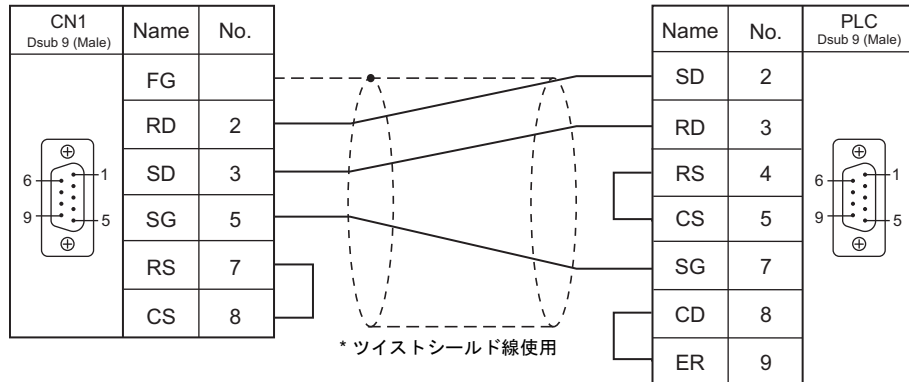 CN1
Dsub 9 (Male)
Name No.
FG
RD 2
SD 3
SG 5
RS 7
CS 8
6 1
9 5
Name No.
PLC
Dsub 9 (Male)
SD 2
RD 3
RS 4
CS 5
SG 7
CD 8
ER 9
6 1
9 5
* ツイストシールド線使用